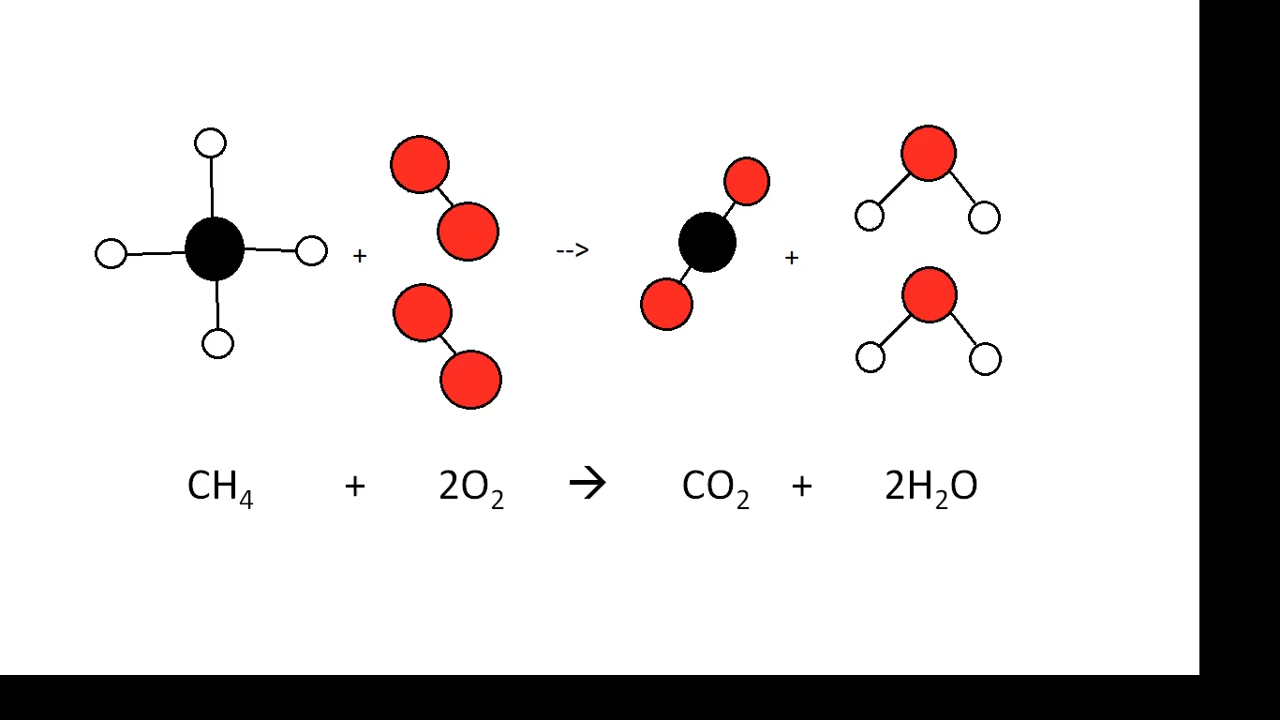 + --> +
CH₄ + 2O₂ → CO₂ + 2H₂O